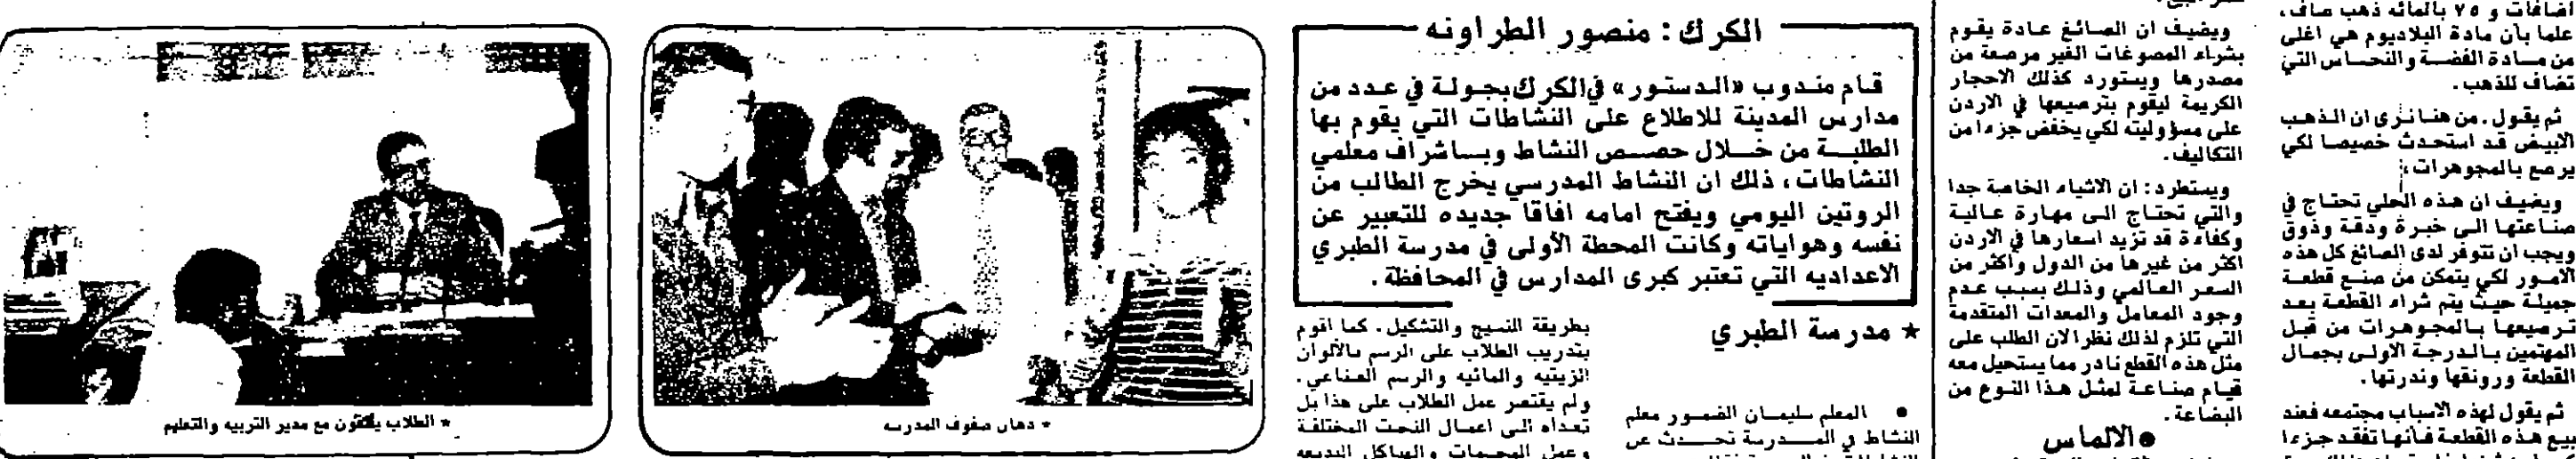 اضافات و ٧٥ بالمائه ذهب صاف،
علما بأن مادة البلاديوم هي اغلى
من مسادة الفضسة والنحساس التي
تضاف للذهب.
ثم يقول. من هنا نرى ان الذهب
الابيض قد استحدث خصيصا لكي
يرصع بالمجوهرات،
ويضيف ان هذه الحلي تحتاج في
صناعتها الى خبرة ودقة وذوق
ويجب ان تتوفر لدى الصائغ كل هذه
الامور لكي يتمكن من صنع قطعة
جميلة حيث يتم شراء القطعة بعد
ترصيعها بالمجوهرات من قبل
المهتمين بالدرجة الاولى بجمال
القطعة ورونقها وندرتها.
ثم يقول لهذه الاسباب مجتمعه فعند
بيع هذه القطعة فأنها تفقد جزءا
ويضيف ان الصائغ عادة يقوم
بشراء المصوغات الغير مرصعة من
مصدرها ويستورد كذلك الاحجار
الكريمة ليقوم بترصيعها في الاردن
على مسؤوليته لكي يخفض جزءا من
التكاليف.
ويستطرد: ان الاشياء الخاصة جدا
والتي تحتاج الى مهارة عالية
وكفاءة قد تزيد اسعارها في الاردن
اكثر من غيرها من الدول واكثر من
السعر العالمي وذلك بسبب عدم
وجود المعامل والمعدات المتقدمة
التي تلزم لذلك نظرا لان الطلب على
مثل هذه القطع نادر مما يستحيل معه
قيام صناعة لمثل هذا النوع من
البضاعة.
●الالماس
الكرك: منصور الطراونه
قام مندوب «الدستور» في الكرك بجولة في عدد من
مدارس المدينة للاطلاع على النشاطات التي يقوم بها
الطلبة من خلال حصص النشاط وبساشراف معلمي
النشاطات، ذلك ان النشاط المدرسي يخرج الطالب من
الروتين اليومي ويفتح امامه افاقا جديده للتعبير عن
نفسه وهواياته وكانت المحطة الأولى في مدرسة الطبري
الاعداديه التي تعتبر كبرى المدارس في المحافظة.
★ مدرسة الطبري
● المعلم سليمان الضمور معلم
النشاط في المدرسة تحدث عن
بطريقة النسيج والتشكيل. كما اقوم
بتدريب الطلاب على الرسم بالألوان
الزيتيه والمائيه والرسم الصناعي.
ولم يقتصر عمل الطلاب على هذا بل
تعداه الى اعمال النحت المختلفة
وعمل المجسمات والهياكل البديعه
* دهان صفوف المدرسه
* الطلاب يلتقون مع مدير التربيه والتعليم